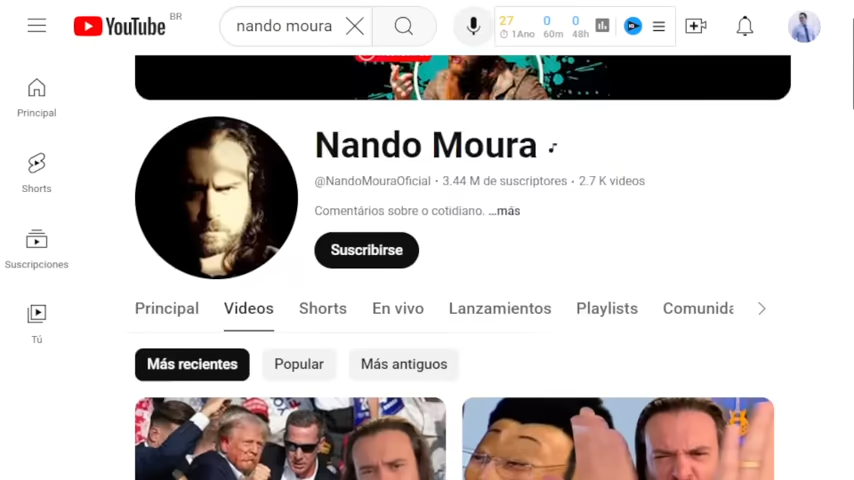 YouTube BR
nando moura
27 0 0
1Ano 60m 48h
Nando Moura
@NandoMouraOficial · 3.44 M de suscriptores · 2.7 K videos
Comentários sobre o cotidiano. ...más
Suscribirse
Principal
Shorts
Suscripciones
Tú
Principal Videos Shorts En vivo Lanzamientos Playlists Comunida
Más recientes Popular Más antiguos